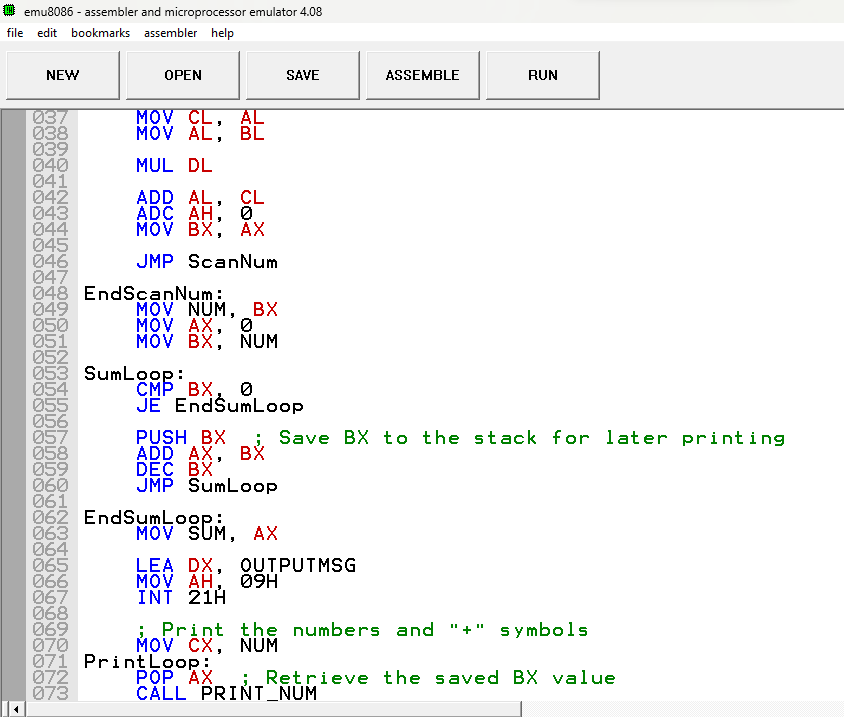 emu8086 - assembler and microprocessor emulator 4.08
file edit bookmarks assembler help
NEW OPEN SAVE ASSEMBLE RUN
037 MOV CL, AL
038 MOV AL, BL
039
040 MUL DL
041
042 ADD AL, CL
043 ADC AH, 0
044 MOV BX, AX
045
046 JMP ScanNum
047
048 EndScanNum:
049 MOV NUM, BX
050 MOV AX, 0
051 MOV BX, NUM
052
053 SumLoop:
054 CMP BX, 0
055 JE EndSumLoop
056
057 PUSH BX ; Save BX to the stack for later printing
058 ADD AX, BX
059 DEC BX
060 JMP SumLoop
061
062 EndSumLoop:
063 MOV SUM, AX
064
065 LEA DX, OUTPUTMSG
066 MOV AH, 09H
067 INT 21H
068
069 ; Print the numbers and "+" symbols
070 MOV CX, NUM
071 PrintLoop:
072 POP AX ; Retrieve the saved BX value
073 CALL PRINT_NUM